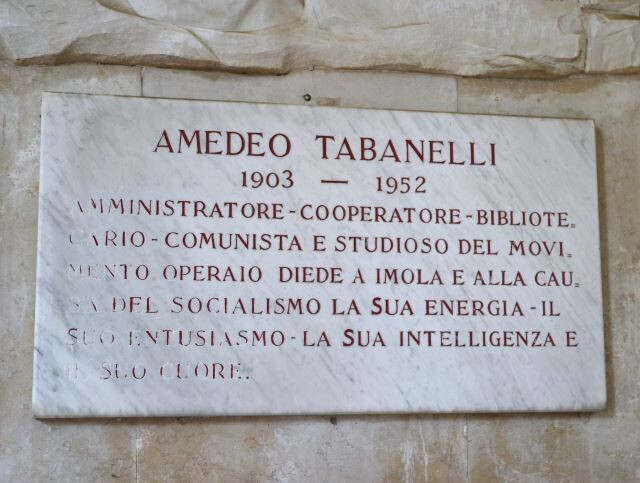 AMEDEO TABANELLI
1903 — 1952
AMMINISTRATORE-COOPERATORE-BIBLIOTE=
CARIO-COMUNISTA E STUDIOSO DEL MOVI=
MENTO OPERAIO DIEDE A IMOLA E ALLA CAU=
SA DEL SOCIALISMO LA SUA ENERGIA-IL
SUO ENTUSIASMO-LA SUA INTELLIGENZA E
IL SUO CUORE.